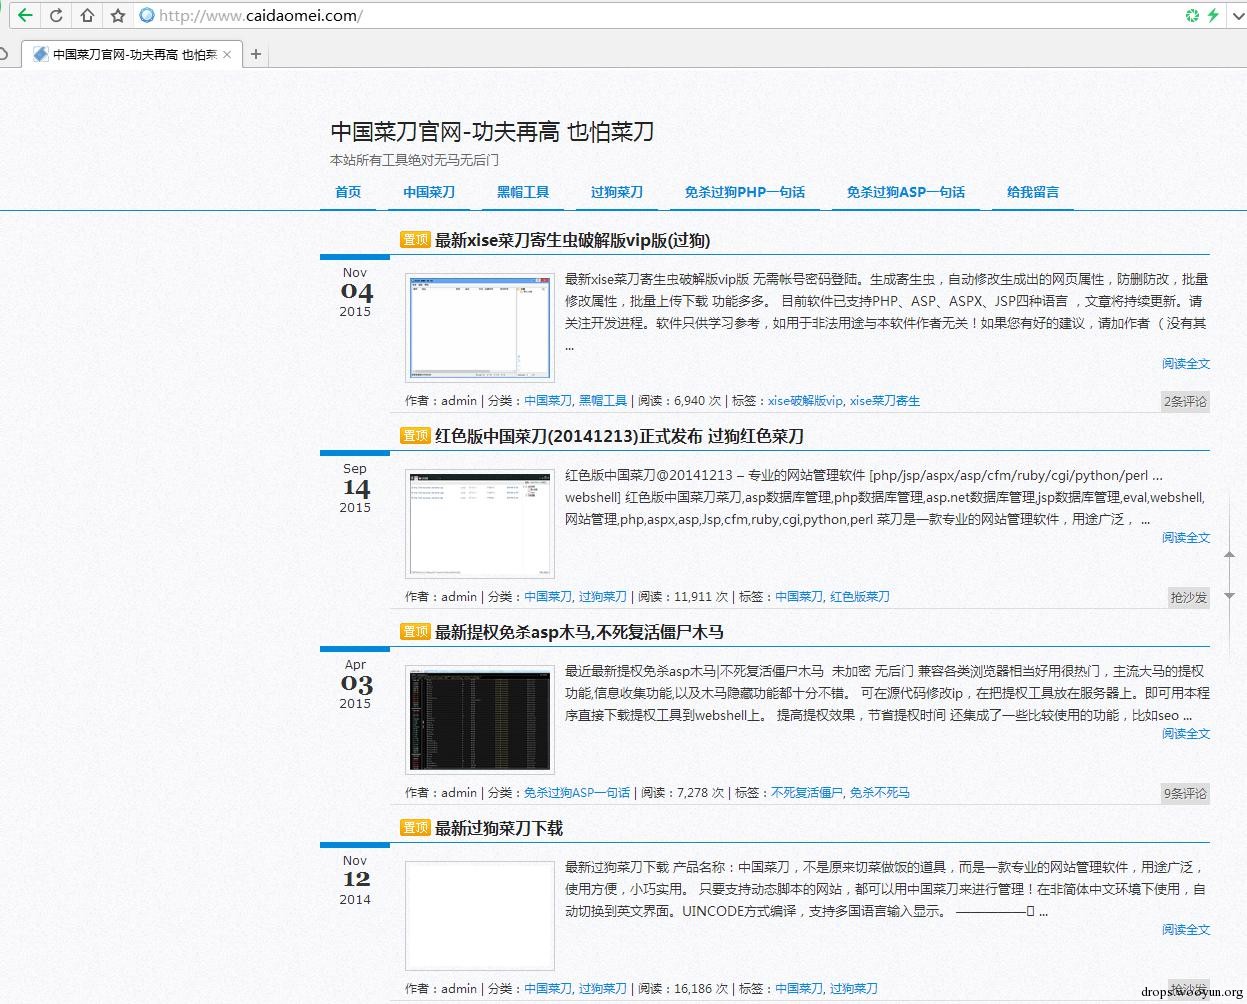 http://www.caidaomei.com/
中国菜刀官网-功夫再高 也怕菜
中国菜刀官网-功夫再高 也怕菜刀
本站所有工具绝对无马无后门
首页 中国菜刀 黑帽工具 过狗菜刀 免杀过狗PHP一句话 免杀过狗ASP一句话 给我留言
置顶 最新xise菜刀寄生虫破解版vip版(过狗)
Nov
04
2015
最新xise菜刀寄生虫破解版vip版 无需帐号密码登陆。生成寄生虫，自动修改生成出的网页属性，防删防改，批量
修改属性，批量上传下载 功能多多。 目前软件已支持PHP、ASP、ASPX、JSP四种语言 ，文章将持续更新。请
关注开发进程。软件只供学习参考，如用于非法用途与本软件作者无关！如果您有好的建议，请加作者 （ 没有其
...
阅读全文
作者：admin | 分类：中国菜刀, 黑帽工具 | 阅读：6,940 次 | 标签：xise破解版vip, xise菜刀寄生
2条评论
置顶 红色版中国菜刀(20141213)正式发布 过狗红色菜刀
Sep
14
2015
红色版中国菜刀@20141213 – 专业的网站管理软件 [php/jsp/aspx/asp/cfm/ruby/cgi/python/perl ...
webshell] 红色版中国菜刀菜刀,asp数据库管理,php数据库管理,asp.net数据库管理,jsp数据库管理,eval,webshell,
网站管理,php,aspx,asp,Jsp,cfm,ruby,cgi,python,perl 菜刀是一款专业的网站管理软件，用途广泛， ...
阅读全文
作者：admin | 分类：中国菜刀, 过狗菜刀 | 阅读：11,911 次 | 标签：中国菜刀, 红色版菜刀
抢沙发
置顶 最新提权免杀asp木马,不死复活僵尸木马
Apr
03
2015
最近最新提权免杀asp木马|不死复活僵尸木马 未加密 无后门 兼容各类浏览器相当好用很热门，主流大马的提权
功能,信息收集功能,以及木马隐藏功能都十分不错。 可在源代码修改ip，在把提权工具放在服务器上。即可用本程
序直接下载提权工具到webshell上。 提高提权效果，节省提权时间 还集成了一些比较使用的功能，比如seo ...
阅读全文
作者：admin | 分类：免杀过狗ASP一句话 | 阅读：7,278 次 | 标签：不死复活僵尸, 免杀不死马
9条评论
置顶 最新过狗菜刀下载
Nov
12
2014
最新过狗菜刀下载 产品名称：中国菜刀，不是原来切菜做饭的道具，而是一款专业的网站管理软件，用途广泛，
使用方便，小巧实用。 只要支持动态脚本的网站，都可以用中国菜刀来进行管理！在非简体中文环境下使用，自
动切换到英文界面。UINCODE方式编译，支持多国语言输入显示。 —————– ...
阅读全文
作者：admin | 分类：中国菜刀, 过狗菜刀 | 阅读：16,186 次 | 标签：中国菜刀, 过狗菜刀
抢沙发
drops.wooyun.org